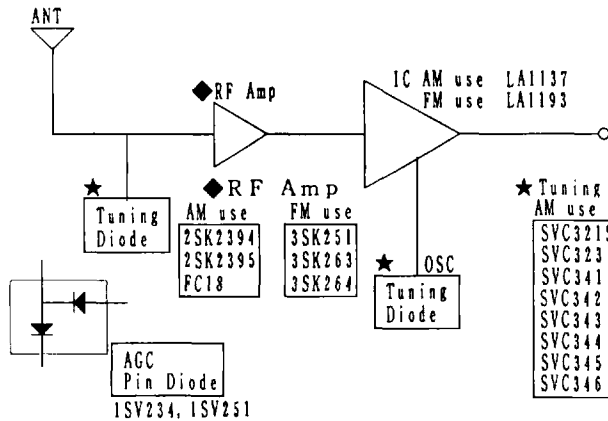 ANT
◆RF Amp
IC AM use LA1137
FM use LA1193
★
Tuning
Diode
◆RF Amp
AM use
2SK2394
2SK2395
FC18
FM use
3SK251
3SK263
3SK264
★ OSC
Tuning
Diode
★Tuning
AM use
SVC321S
SVC323
SVC341
SVC342
SVC343
SVC344
SVC345
SVC346
AGC
Pin Diode
1SV234, 1SV251